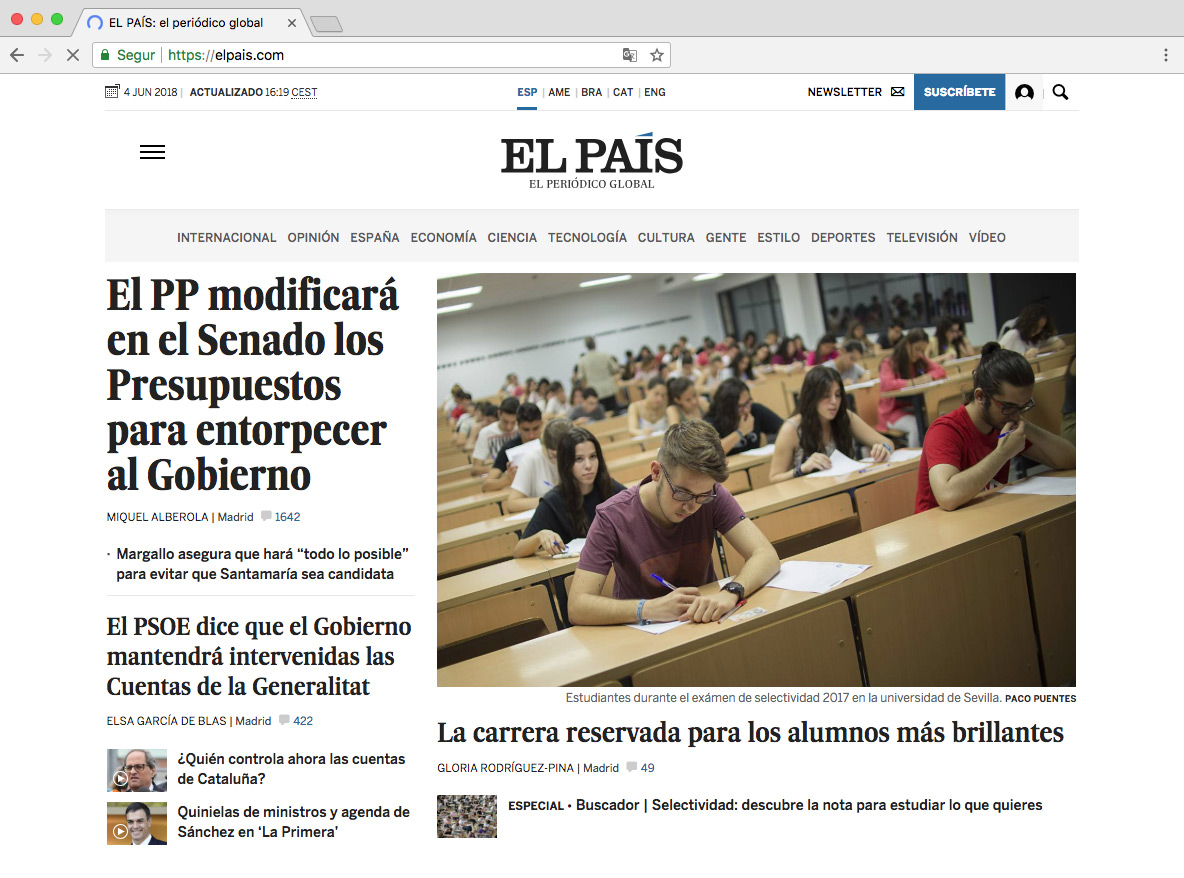 EL PAÍS: el periódico global
Segur https://elpais.com
4 JUN 2018 | ACTUALIZADO 16:19 CEST
ESP | AME | BRA | CAT | ENG
NEWSLETTER
SUSCRÍBETE
EL PAÍS
EL PERIÓDICO GLOBAL
INTERNACIONAL OPINIÓN ESPAÑA ECONOMÍA CIENCIA TECNOLOGÍA CULTURA GENTE ESTILO DEPORTES TELEVISIÓN VÍDEO
El PP modificará
en el Senado los
Presupuestos
para entorpecer
al Gobierno
MIQUEL ALBEROLA | Madrid 1642
· Margallo asegura que hará “todo lo posible”
para evitar que Santamaría sea candidata
El PSOE dice que el Gobierno
mantendrá intervenidas las
Cuentas de la Generalitat
ELSA GARCÍA DE BLAS | Madrid 422
¿Quién controla ahora las cuentas
de Cataluña?
Quinielas de ministros y agenda de
Sánchez en ‘La Primera’
Estudiantes durante el exámen de selectividad 2017 en la universidad de Sevilla. PACO PUENTES
La carrera reservada para los alumnos más brillantes
GLORIA RODRÍGUEZ-PINA | Madrid 49
ESPECIAL • Buscador | Selectividad: descubre la nota para estudiar lo que quieres